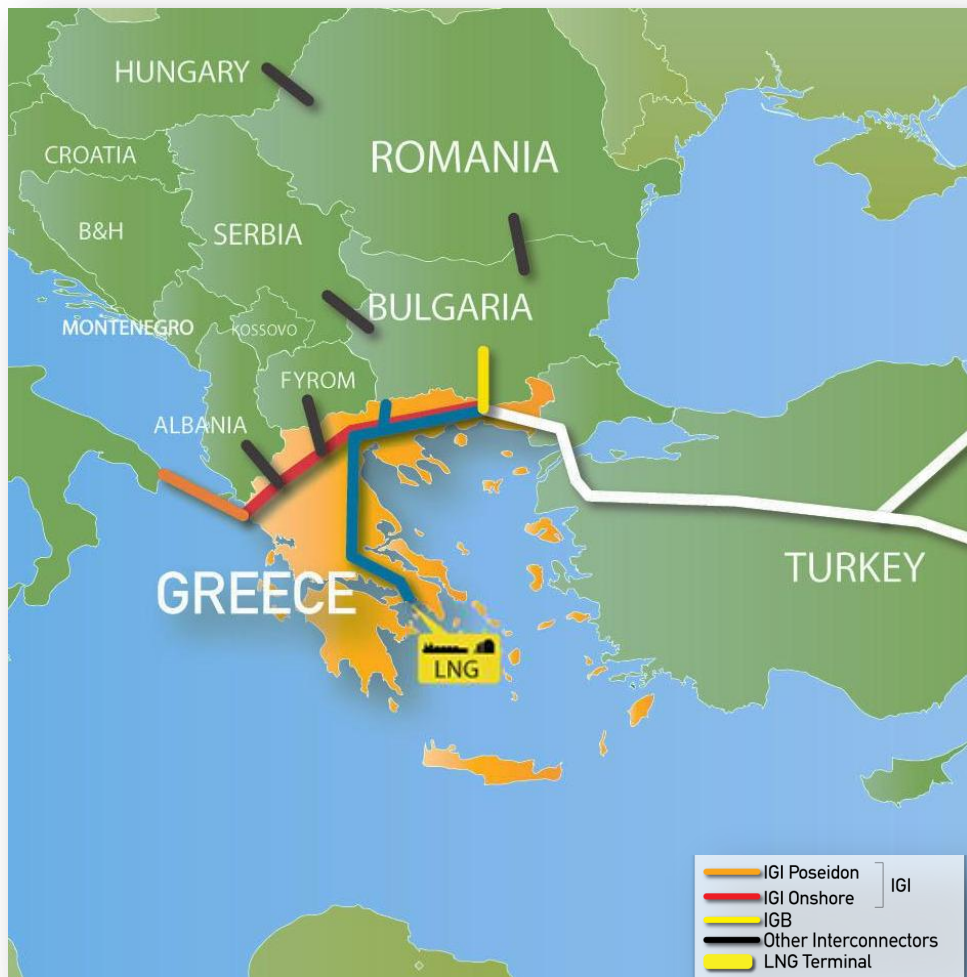 HUNGARY
CROATIA
ROMANIA
B&H
SERBIA
BULGARIA
MONTENEGRO
KOSSOVO
FYROM
ALBANIA
TURKEY
GREECE
LNG
IGI Poseidon
IGI Onshore
IGI
IGB
Other Interconnectors
LNG Terminal